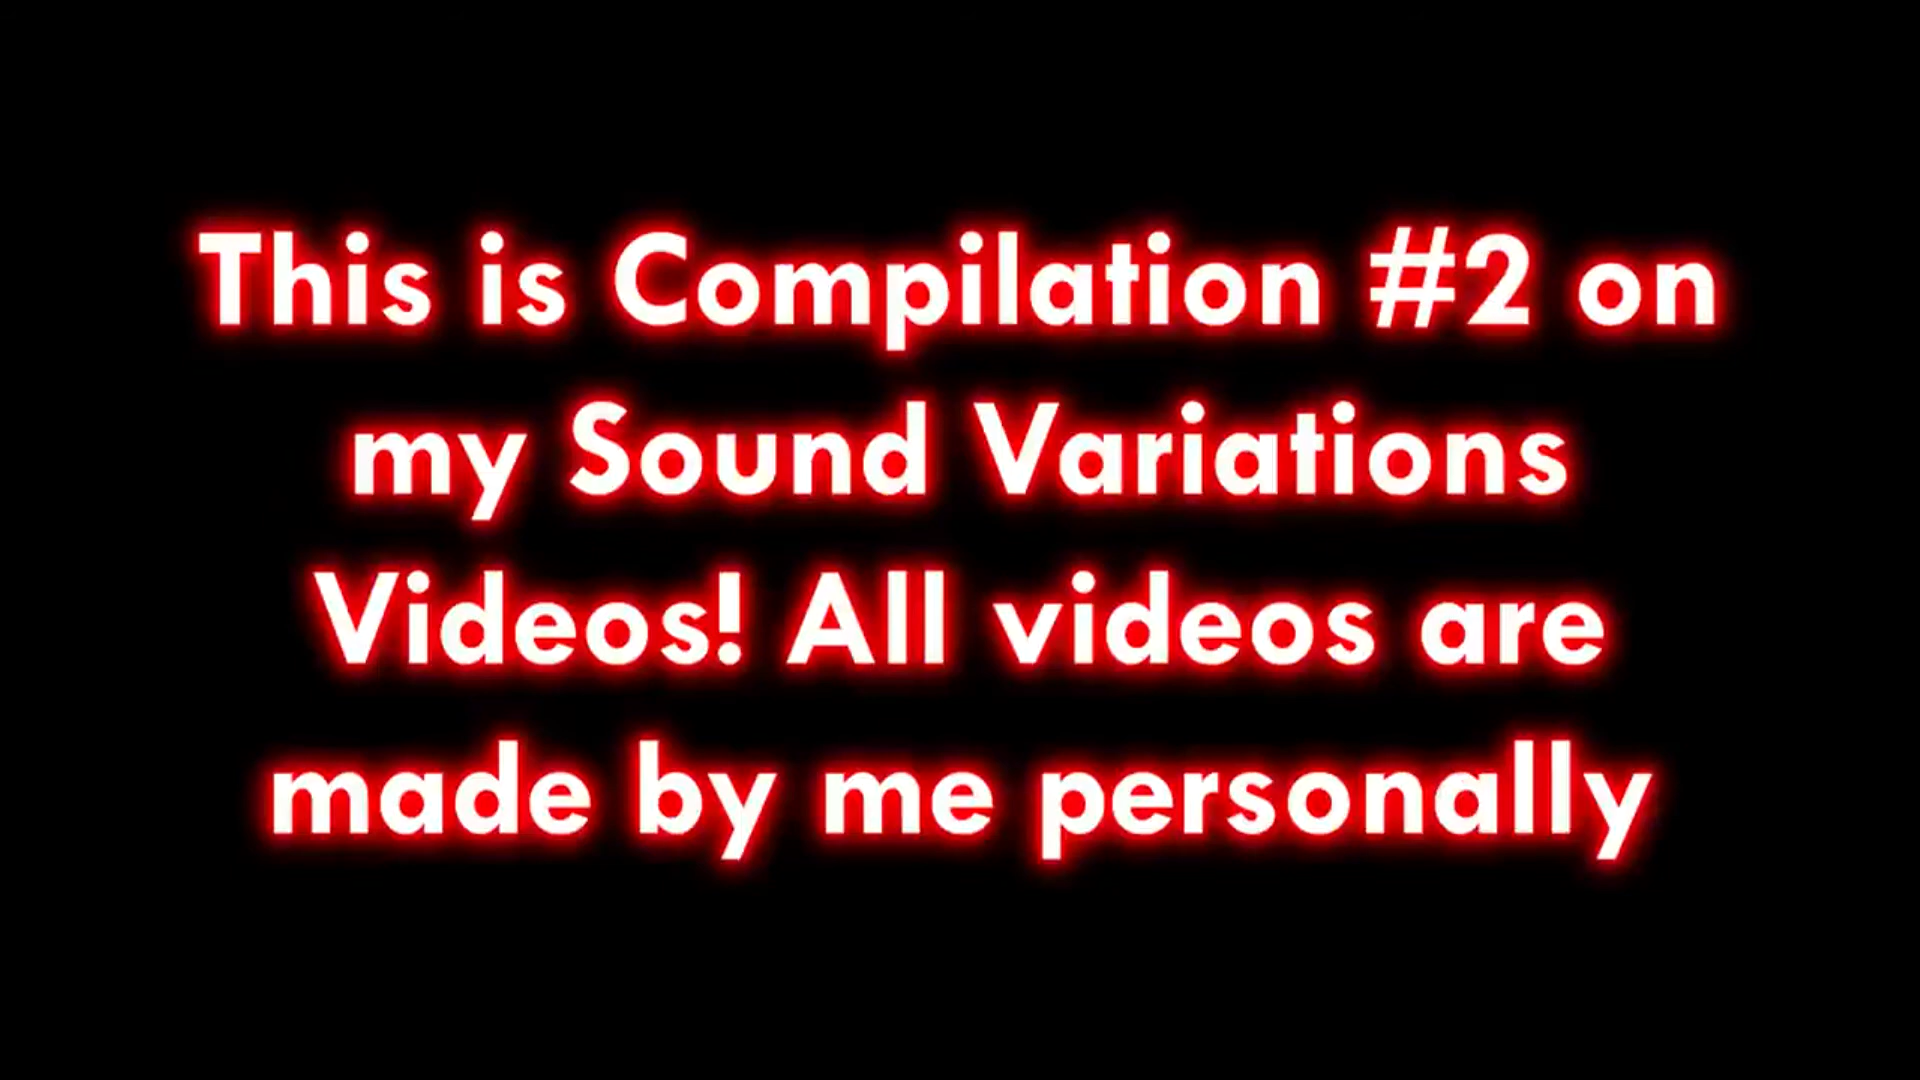 This is Compilation #2 on
my Sound Variations
Videos! All videos are
made by me personally